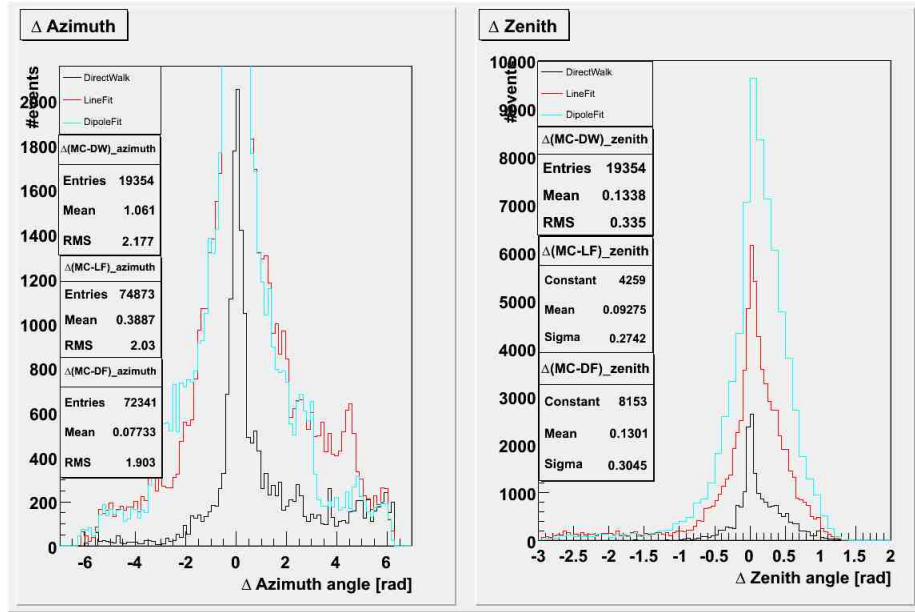 Δ Azimuth
#events
DirectWalk
LineFit
DipoleFit
Δ(MC-DW)_azimuth
Entries 19354
Mean 1.061
RMS 2.177
Δ(MC-LF)_azimuth
Entries 74873
Mean 0.3887
RMS 2.03
Δ(MC-DF)_azimuth
Entries 72341
Mean 0.07733
RMS 1.903
2000
1800
1600
1400
1200
1000
800
600
400
200
0
-6 -4 -2 0 2 4 6
Δ Azimuth angle [rad]
Δ Zenith
#events
DirectWalk
LineFit
DipoleFit
Δ(MC-DW)_zenith
Entries 19354
Mean 0.1338
RMS 0.335
Δ(MC-LF)_zenith
Constant 4259
Mean 0.09275
Sigma 0.2742
Δ(MC-DF)_zenith
Constant 8153
Mean 0.1301
Sigma 0.3045
10000
9000
8000
7000
6000
5000
4000
3000
2000
1000
0
-3 -2.5 -2 -1.5 -1 -0.5 0 0.5 1 1.5 2
Δ Zenith angle [rad]